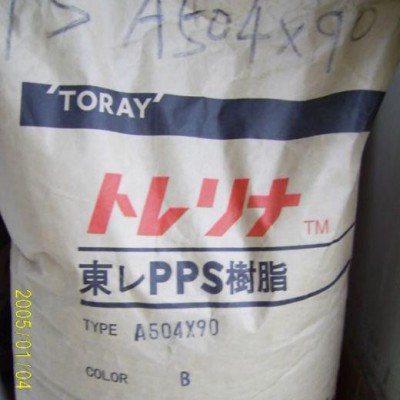 PS A504X90
'TORAY'
トレリナ TM
東レPPS樹脂
TYPE A504X90
COLOR B
2005/01/04